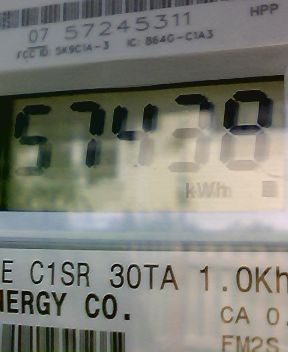 HPP
07 57245311
FCC ID: SK9C1A-3 IC: 864G-C1A3
57438
kWh
E C1SR 30TA 1.0Kh
NERGY CO.
CA 0.
FM2S